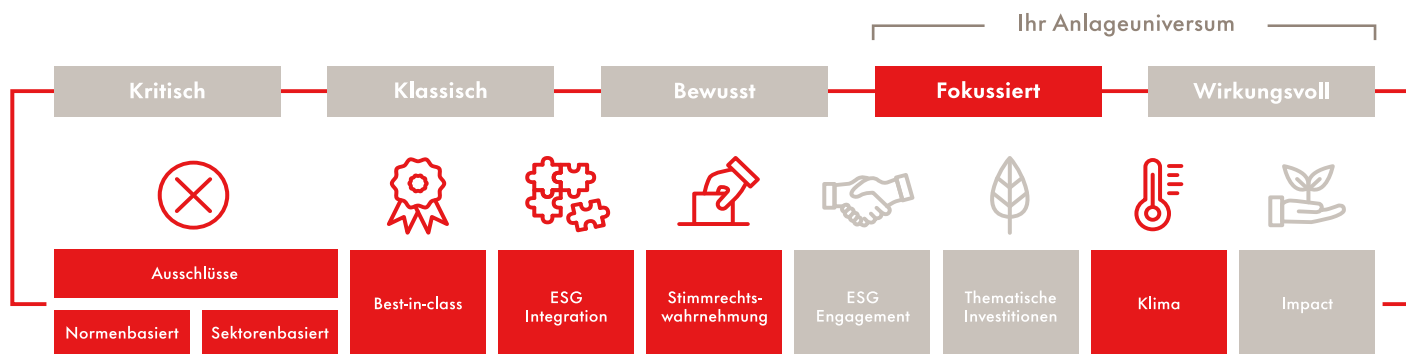 Ihr Anlageuniversum
Kritisch
Klassisch
Bewusst
Fokussiert
Wirkungsvoll
Ausschlüsse
Normenbasiert
Sektorenbasiert
Best-in-class
ESG
Integration
Stimmrechts-
wahrnehmung
ESG
Engagement
Thematische
Investitionen
Klima
Impact